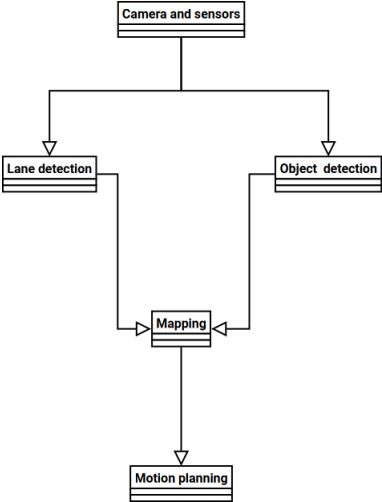 Camera and sensors
Lane detection
Object  detection
Mapping
Motion planning